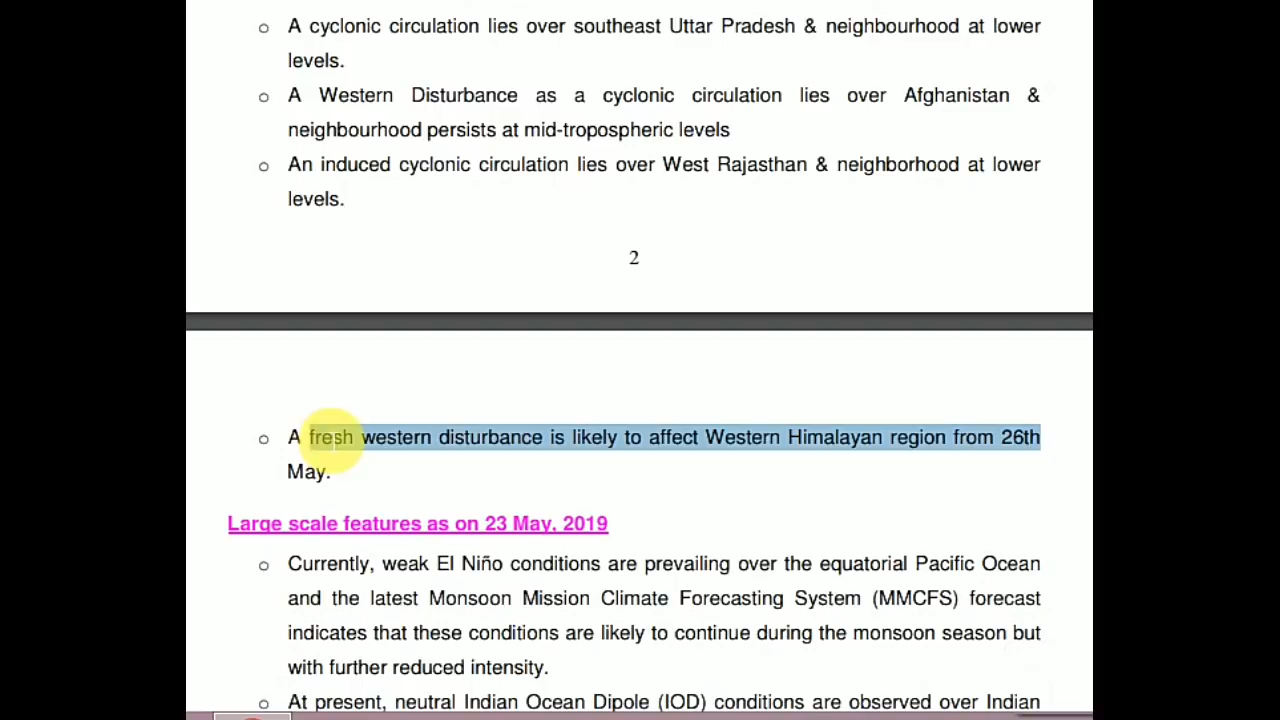 ○ A cyclonic circulation lies over southeast Uttar Pradesh & neighbourhood at lower
levels.
○ A Western Disturbance as a cyclonic circulation lies over Afghanistan &
neighbourhood persists at mid-tropospheric levels
○ An induced cyclonic circulation lies over West Rajasthan & neighborhood at lower
levels.
2
○ A fresh western disturbance is likely to affect Western Himalayan region from 26th
May.
Large scale features as on 23 May, 2019
○ Currently, weak El Niño conditions are prevailing over the equatorial Pacific Ocean
and the latest Monsoon Mission Climate Forecasting System (MMCFS) forecast
indicates that these conditions are likely to continue during the monsoon season but
with further reduced intensity.
○ At present, neutral Indian Ocean Dipole (IOD) conditions are observed over Indian